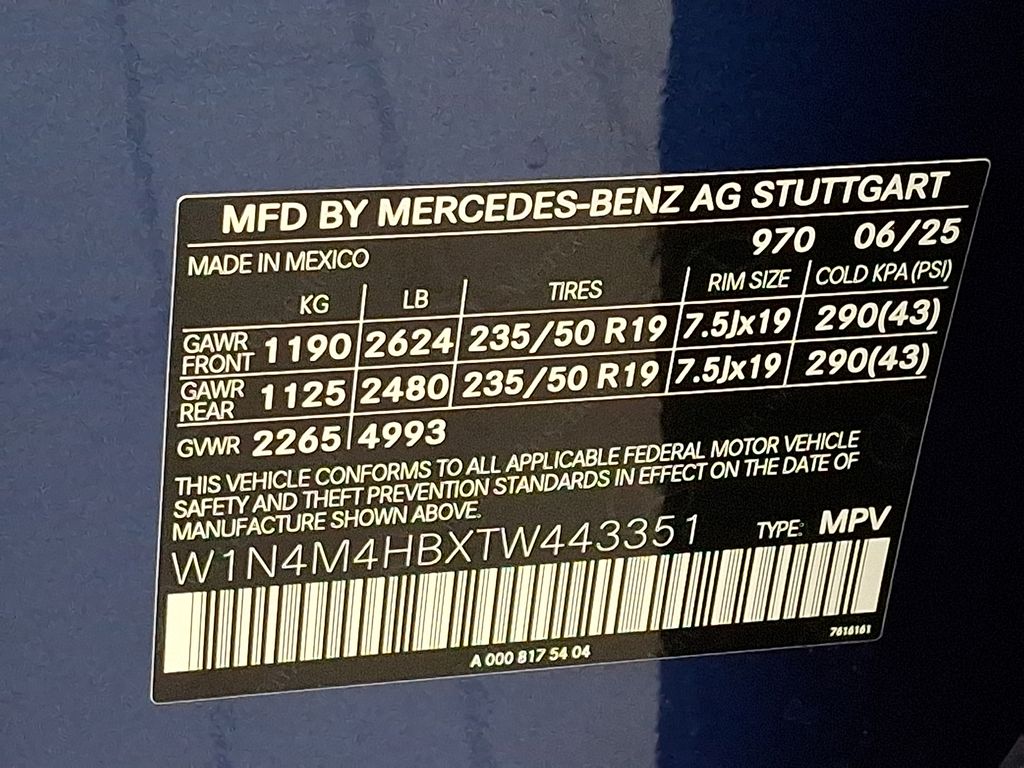 MFD BY MERCEDES-BENZ AG STUTTGART
970 06/25
MADE IN MEXICO
KG LB TIRES RIM SIZE COLD KPA (PSI)
GAWR FRONT 1190 2624 235/50 R19 7.5Jx19 290(43)
GAWR REAR 1125 2480 235/50 R19 7.5Jx19 290(43)
GVWR 2265 4993
THIS VEHICLE CONFORMS TO ALL APPLICABLE FEDERAL MOTOR VEHICLE
SAFETY AND THEFT PREVENTION STANDARDS IN EFFECT ON THE DATE OF
MANUFACTURE SHOWN ABOVE.
W1N4M4HBXTW443351 TYPE: MPV
7616161
A 000 817 54 04